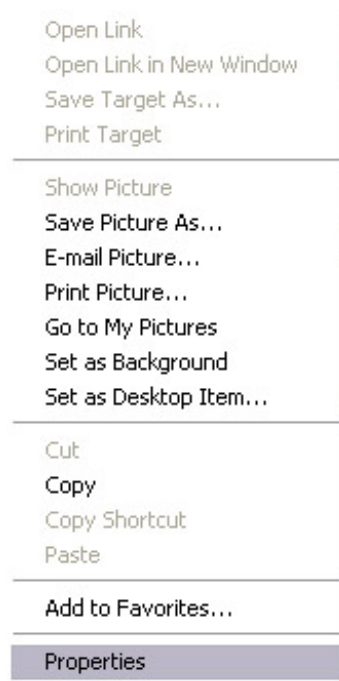 Open Link
Open Link in New Window
Save Target As...
Print Target
Show Picture
Save Picture As...
E-mail Picture...
Print Picture...
Go to My Pictures
Set as Background
Set as Desktop Item...
Cut
Copy
Copy Shortcut
Paste
Add to Favorites...
Properties